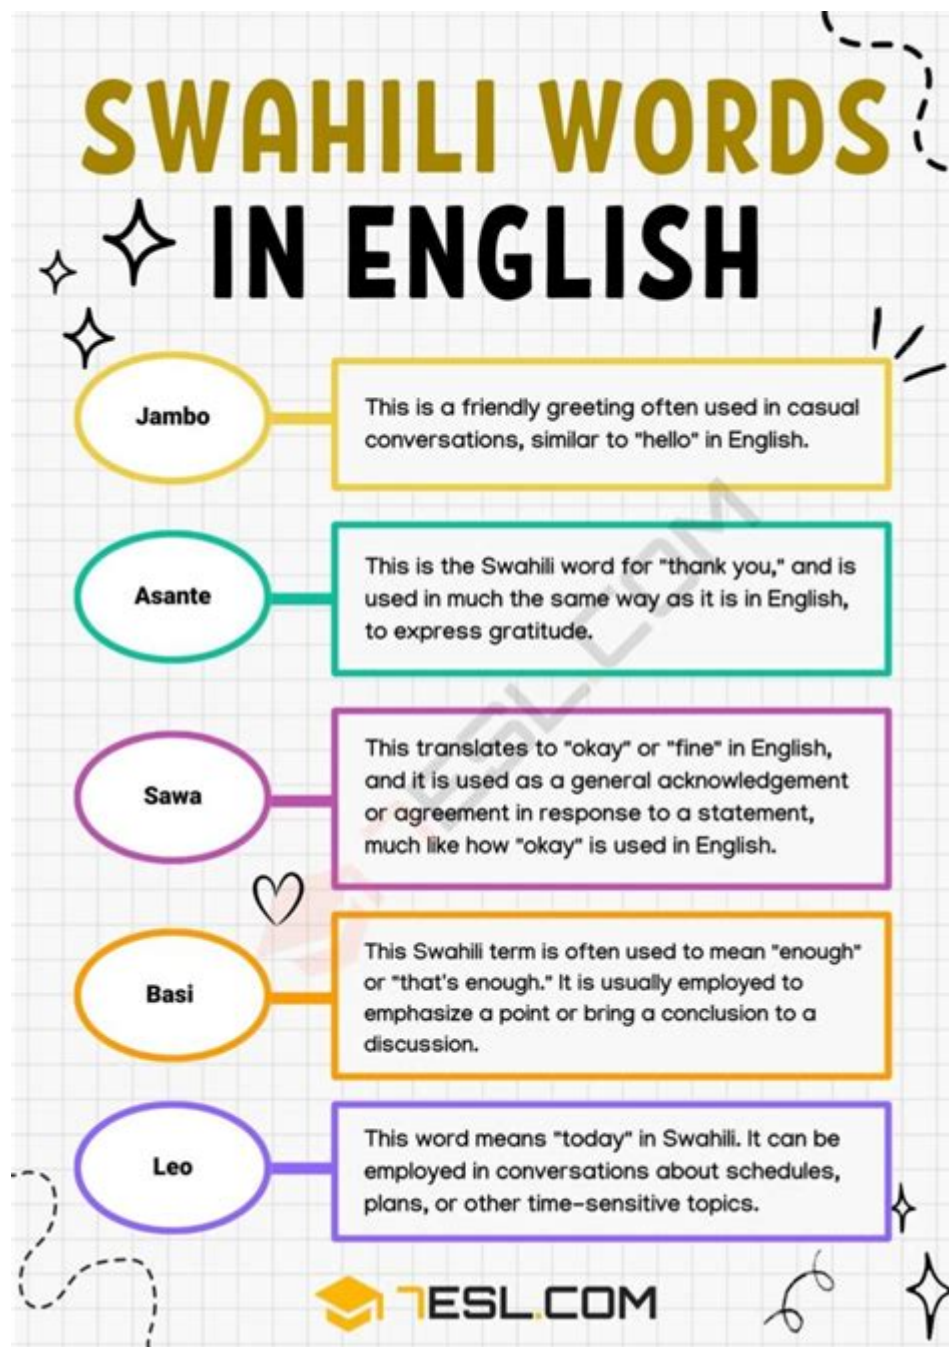 SWAHILI WORDS
IN ENGLISH
Jambo
This is a friendly greeting often used in casual
conversations, similar to "hello" in English.
Asante
This is the Swahili word for "thank you," and is
used in much the same way as it is in English,
to express gratitude.
Sawa
This translates to "okay" or "fine" in English,
and it is used as a general acknowledgement
or agreement in response to a statement,
much like how "okay" is used in English.
Basi
This Swahili term is often used to mean "enough"
or "that's enough." It is usually employed to
emphasize a point or bring a conclusion to a
discussion.
Leo
This word means "today" in Swahili. It can be
employed in conversations about schedules,
plans, or other time-sensitive topics.
7ESL.COM
7ESL.COM